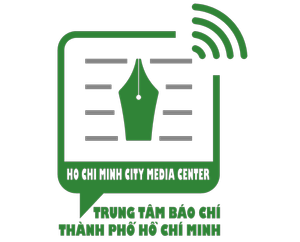 HO CHI MINH CITY MEDIA CENTER
TRUNG TÂM BÁO CHÍ
THÀNH PHỐ HỒ CHÍ MINH